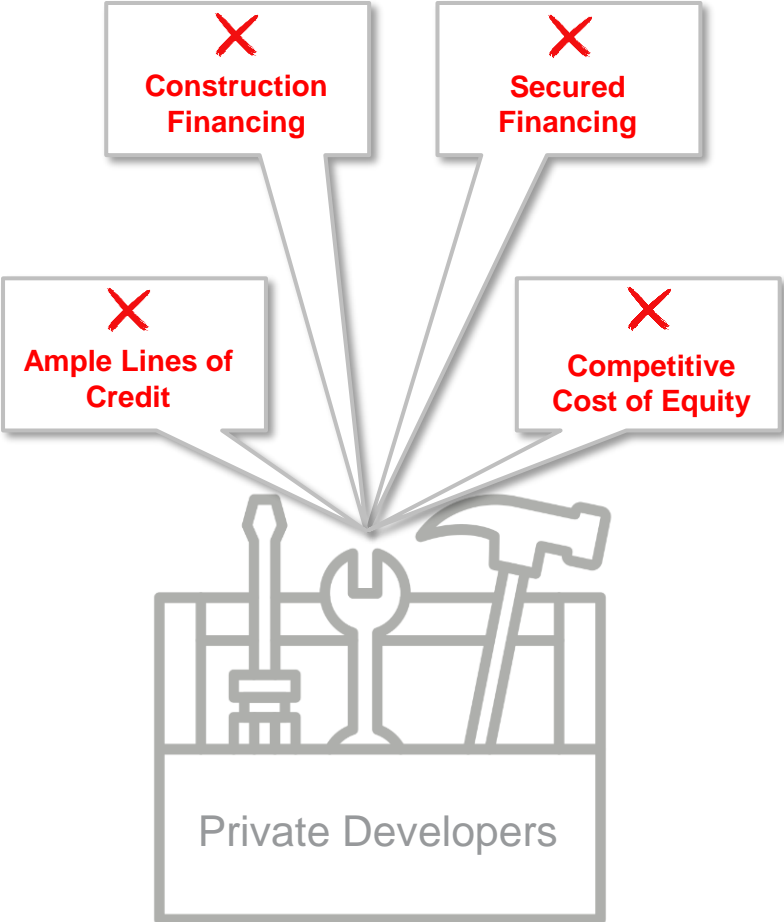 Construction
Financing
Secured
Financing
Ample Lines of
Credit
Competitive
Cost of Equity
Private Developers